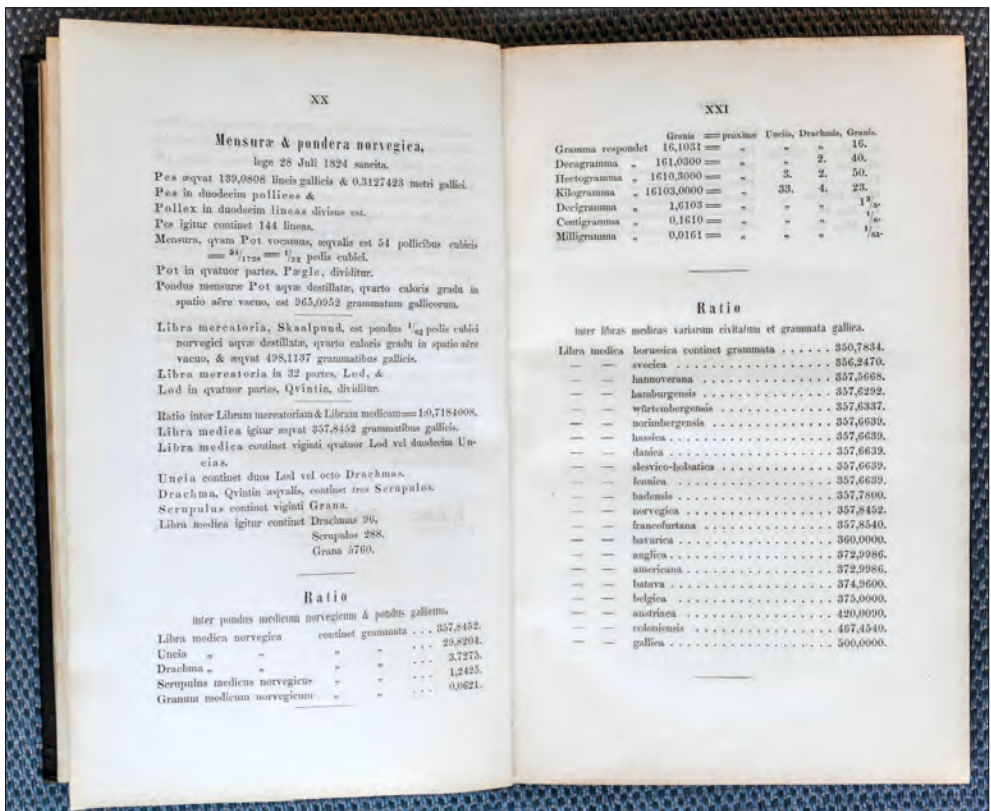 XX
Mensuræ & pondera norvegica,
lege 28 Juli 1824 sancita.
Pes æqvat 139,0808 lineis gallicis & 0,3127423 metri gallici.
Pes in duodecim pollices &
Pollex in duodecim lineas divisus est.
Pes igitur continet 144 lineas.
Mensura, qvam Pot vocamus, æqvalis est 54 pollicibus cubicis
= 54/1728 = 1/32 pedis cubici.
Pot in qvatuor partes, Pægle, dividitur.
Pondus mensuræ Pot aqvæ destillatæ, qvarto caloris gradu in
spatio aëre vacuo, est 965,0952 grammatum gallicorum.
Libra mercatoria, Skaalpund, est pondus 1/62 pedis cubici
norvegici aqvæ destillatæ, qvarto caloris gradu in spatio aëre
vacuo, & æqvat 498,1137 grammatibus gallicis.
Libra mercatoria in 32 partes, Lod, &
Lod in qvatuor partes, Qvintin, dividitur.
Ratio inter Libram mercatoriam & Libram medicum = 1:0,7184008.
Libra medica igitur æqvat 357,8452 grammatibus gallicis.
Libra medica continet viginti qvatuor Lod vel duodecim Un-
cias.
Uncia continet duos Lod vel octo Drachmas.
Drachma, Qvintin æqvalis, continet tres Scrupulos.
Scrupulus continet viginti Grana.
Libra medica igitur continet Drachmas 96.
Scrupulos 288.
Grana 5760.
Ratio
inter pondus medicum norvegicum & pondus gallicum.
Libra medica norvegica continet grammata . . . 357,8452.
Uncia „ „ „ „ . . . 29,8204.
Drachma „ „ „ „ . . . 3,7275.
Scrupulus medicus norvegicus „ „ . . . 1,2425.
Granum medicum norvegicum „ „ . . . 0,0621.
XXI
Granis = proxime Unciis, Drachmis, Granis.
Gramma respondet 16,1031 = „ „ „ 16.
Decagramma „ 161,0300 = „ „ 2. 40.
Hectogramma „ 1610,3000 = „ 3. 2. 50.
Kilogramma „ 16103,0000 = „ 33. 4. 23.
Decigramma „ 1,6103 = „ „ „ 1 3/5.
Centigramma „ 0,1610 = „ „ „ 1/6.
Milligramma „ 0,0161 = „ „ „ 1/62.
Ratio
inter libras medicas variarum civitatum et grammata gallica.
Libra medica borussica continet grammata . . . . . . 350,7834.
— — svecica . . . . . . . . . . . . . . . . 356,2470.
— — hannoverana . . . . . . . . . . . . . 357,5668.
— — hamburgensis . . . . . . . . . . . . . 357,6292.
— — würtembergensis . . . . . . . . . . . 357,6337.
— — norimbergensis . . . . . . . . . . . . 357,6639.
— — hassica . . . . . . . . . . . . . . . . 357,6639.
— — danica . . . . . . . . . . . . . . . . 357,6639.
— — slesvico-holsatica . . . . . . . . . . . 357,6639.
— — fennica . . . . . . . . . . . . . . . . 357,6639.
— — badensis . . . . . . . . . . . . . . . 357,7800.
— — norvegica . . . . . . . . . . . . . . . 357,8452.
— — francofurtana . . . . . . . . . . . . . 357,8540.
— — bavarica . . . . . . . . . . . . . . . 360,0000.
— — anglica . . . . . . . . . . . . . . . . 372,9986.
— — americana . . . . . . . . . . . . . . . 372,9986.
— — batava . . . . . . . . . . . . . . . . 374,9600.
— — belgica . . . . . . . . . . . . . . . . 375,0000.
— — austriaca . . . . . . . . . . . . . . . 420,0090.
— — coloniensis . . . . . . . . . . . . . . 467,4540.
— — gallica . . . . . . . . . . . . . . . . 500,0000.